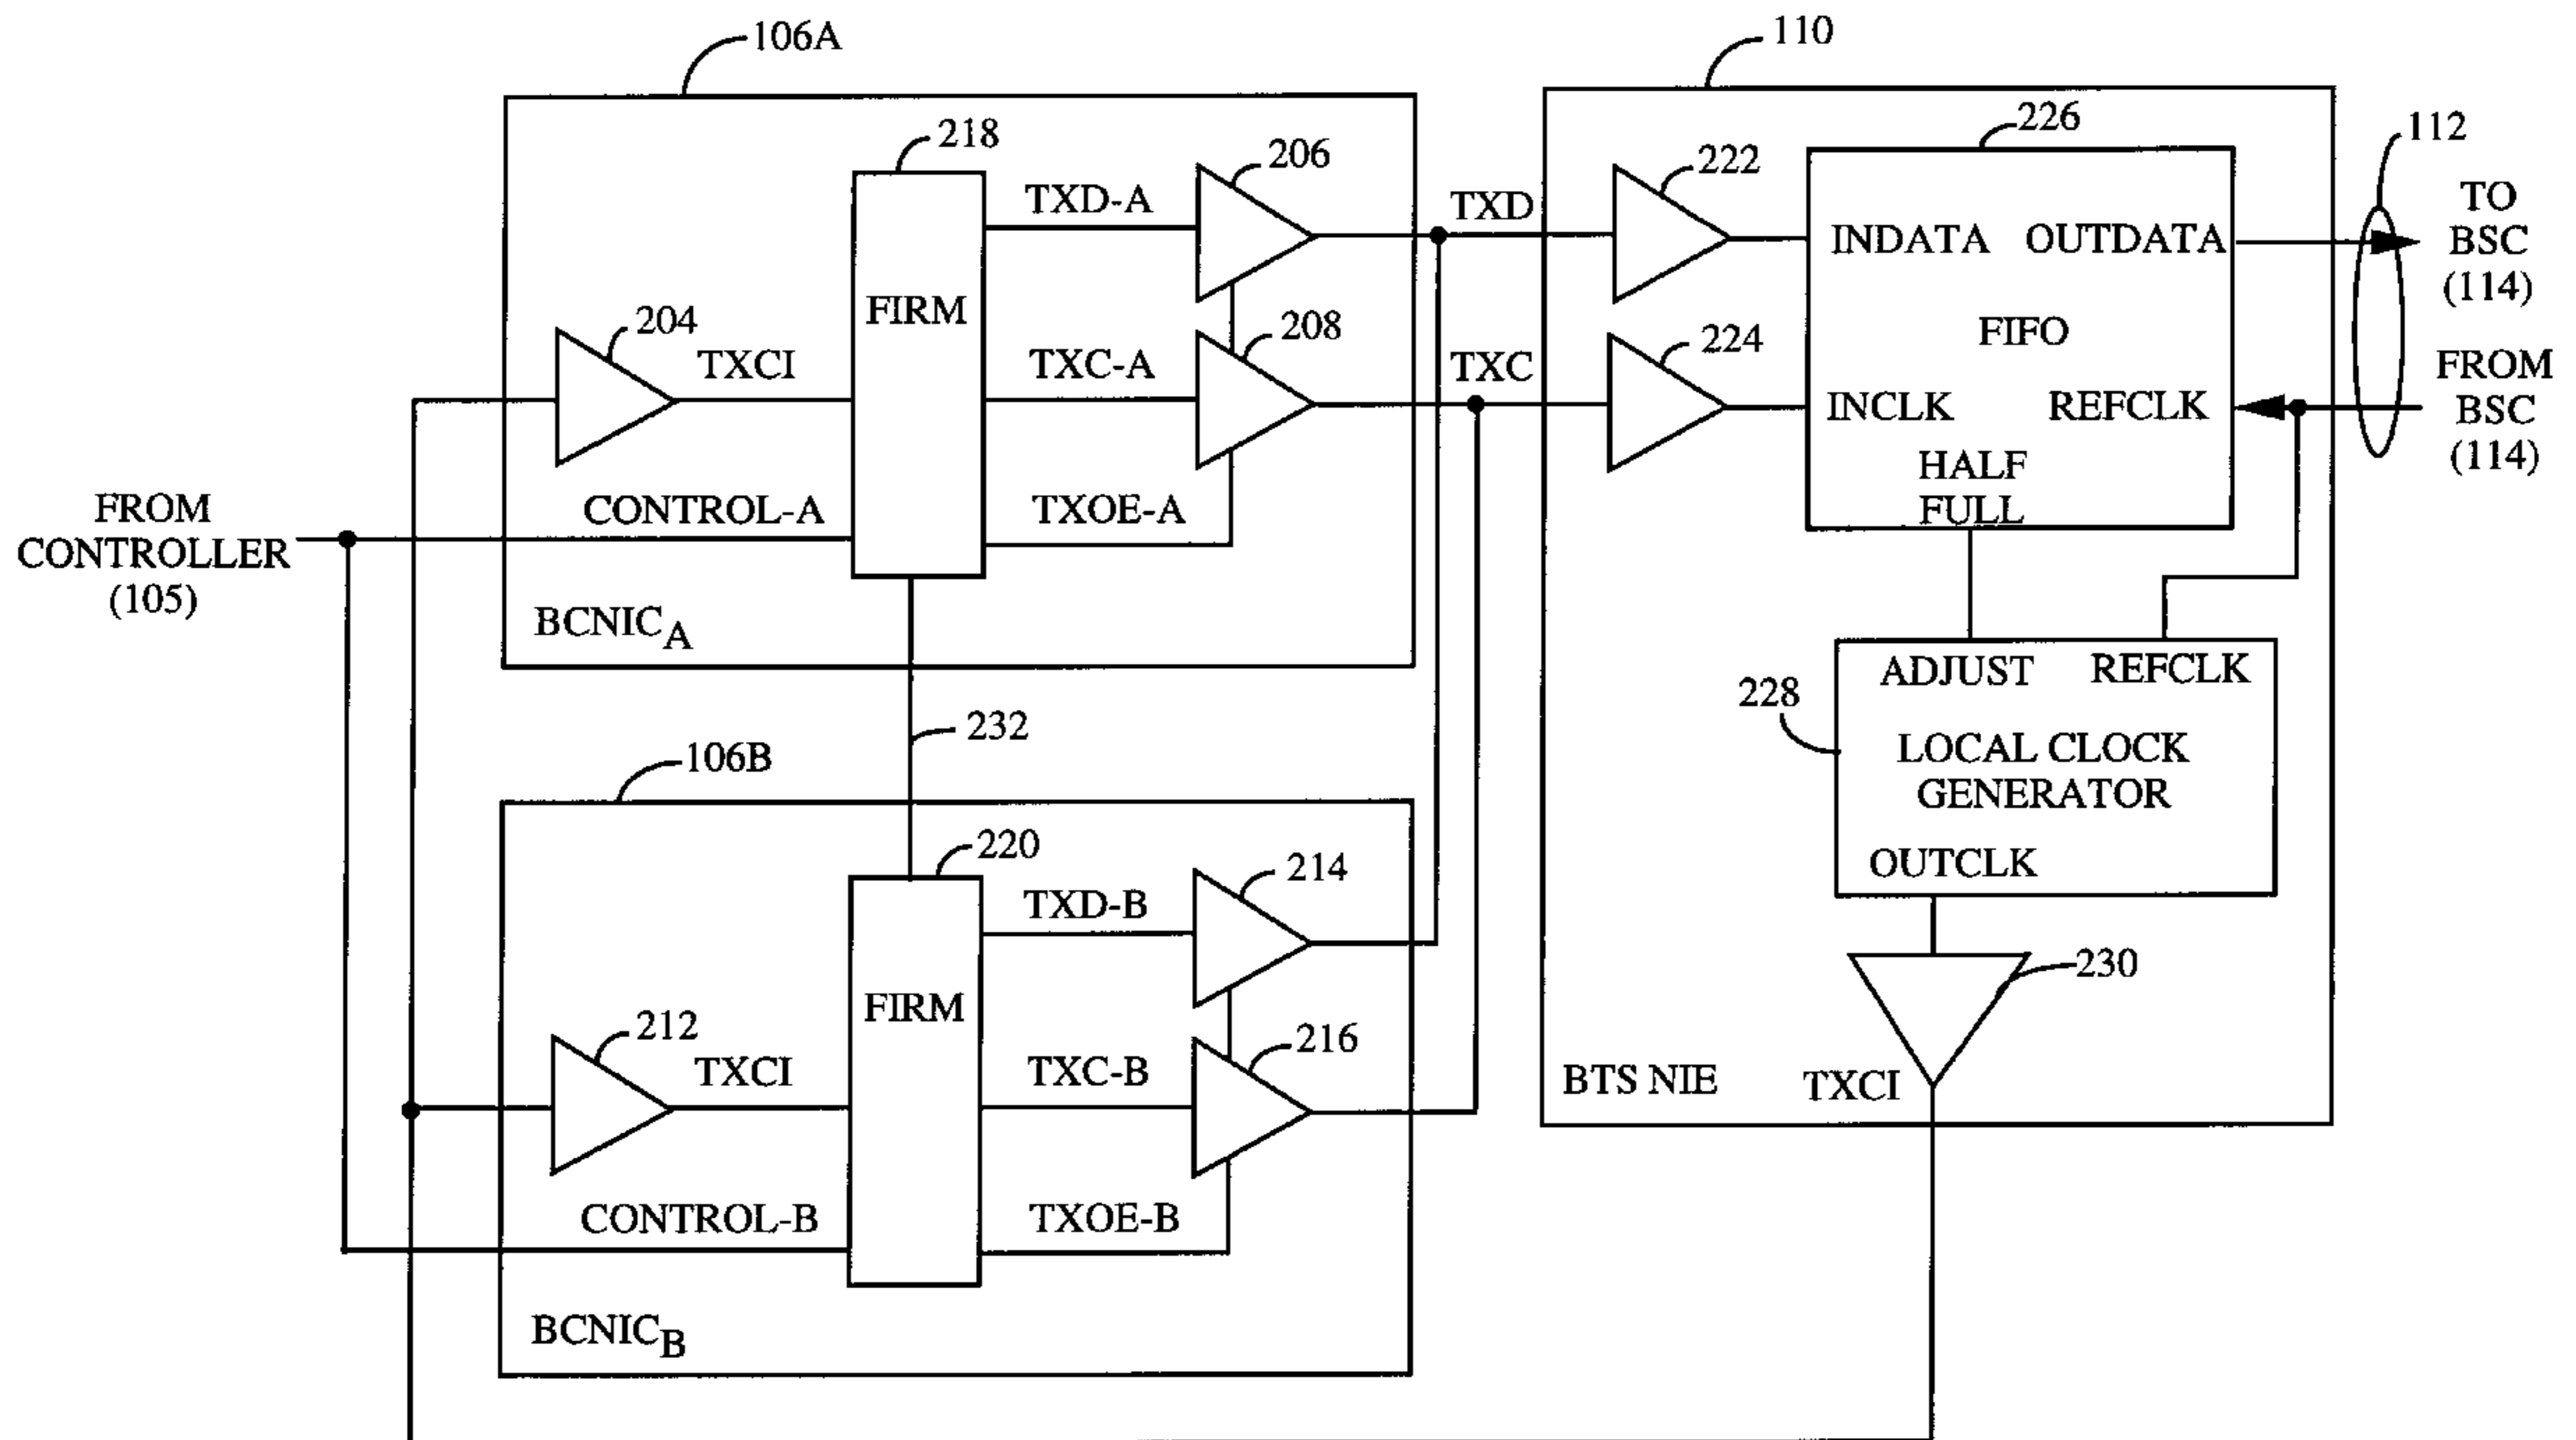 106A
110
218
206
226
222
112
TO
BSC
(114)
TXD-A
TXD
INDATA
OUTDATA
FIRM
204
TXCI
TXC-A
208
TXC
224
FIFO
INCLK
REFCLK
FROM
BSC
(114)
HALF
FULL
FROM
CONTROLLER
(105)
CONTROL-A
TXOE-A
BCNICA
232
ADJUST
REFCLK
228
LOCAL CLOCK
GENERATOR
OUTCLK
106B
220
214
TXD-B
FIRM
212
TXCI
TXC-B
216
230
BTS NIE
TXCI
CONTROL-B
TXOE-B
BCNICB